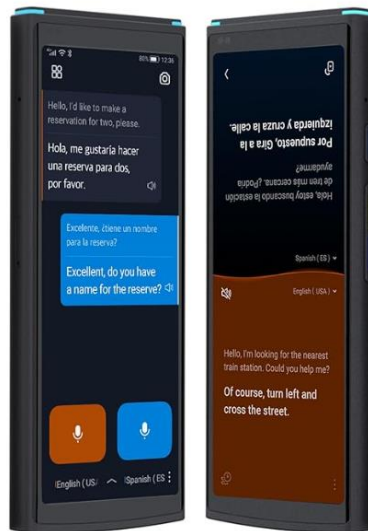 80% 12:36
Hello, I'd like to make a
reservation for two, please.
Hola, me gustaria hacer
una reserva para dos,
por favor.
Excelente, ¿tiene un nombre
para la reserva?
Excellent, do you have
a name for the reserve?
English ( US
Spanish ( ES
Spanish ( ES )
Hola, estoy buscando la estación
de tren más cercana. ¿Podría
ayudarme?
Por supuesto, Gira a la
izquierda y cruza la calle.
English ( USA )
Hello, I'm looking for the nearest
train station. Could you help me?
Of course, turn left and
cross the street.